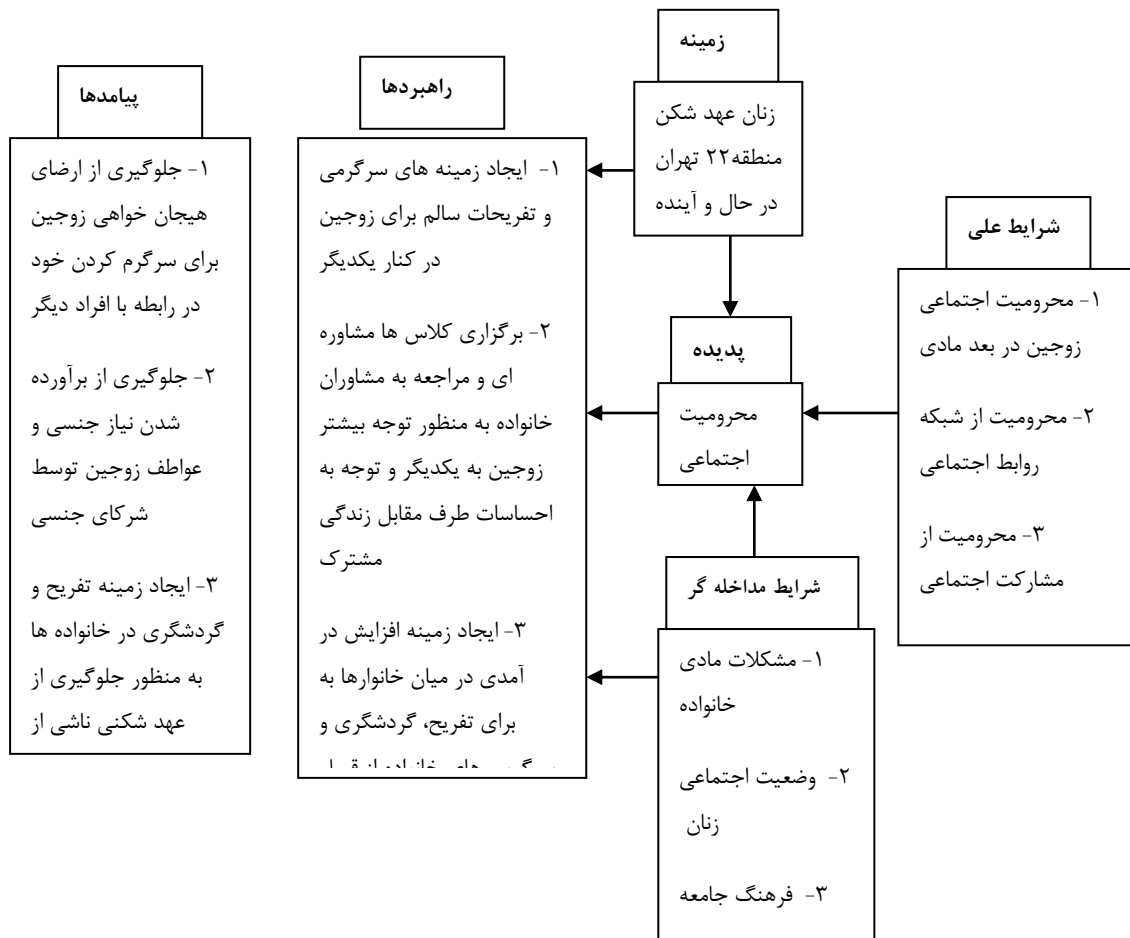 زمینه
زنان عهد شکن
منطقه۲۲ تهران
در حال و آینده
شرایط علی
۱- محرومیت اجتماعی
زوجین در بعد مادی
۲- محرومیت از شبکه
روابط اجتماعی
۳- محرومیت از
مشارکت اجتماعی
پدیده
محرومیت
اجتماعی
شرایط مداخله گر
۱- مشکلات مادی
خانواده
۲- وضعیت اجتماعی
زنان
۳- فرهنگ جامعه
راهبردها
۱- ایجاد زمینه های سرگرمی
و تفریحات سالم برای زوجین
در کنار یکدیگر
۲- برگزاری کلاس ها مشاوره
ای و مراجعه به مشاوران
خانواده به منظور توجه بیشتر
زوجین به یکدیگر و توجه به
احساسات طرف مقابل زندگی
مشترک
۳- ایجاد زمینه افزایش در
آمدی در میان خانوارها به
برای تفریح، گردشگری و
پیامدها
۱- جلوگیری از ارضای
هیجان خواهی زوجین
برای سرگرم کردن خود
در رابطه با افراد دیگر
۲- جلوگیری از برآورده
شدن نیاز جنسی و
عواطف زوجین توسط
شرکای جنسی
۳- ایجاد زمینه تفریح و
گردشگری در خانواده ها
به منظور جلوگیری از
عهد شکنی ناشی از